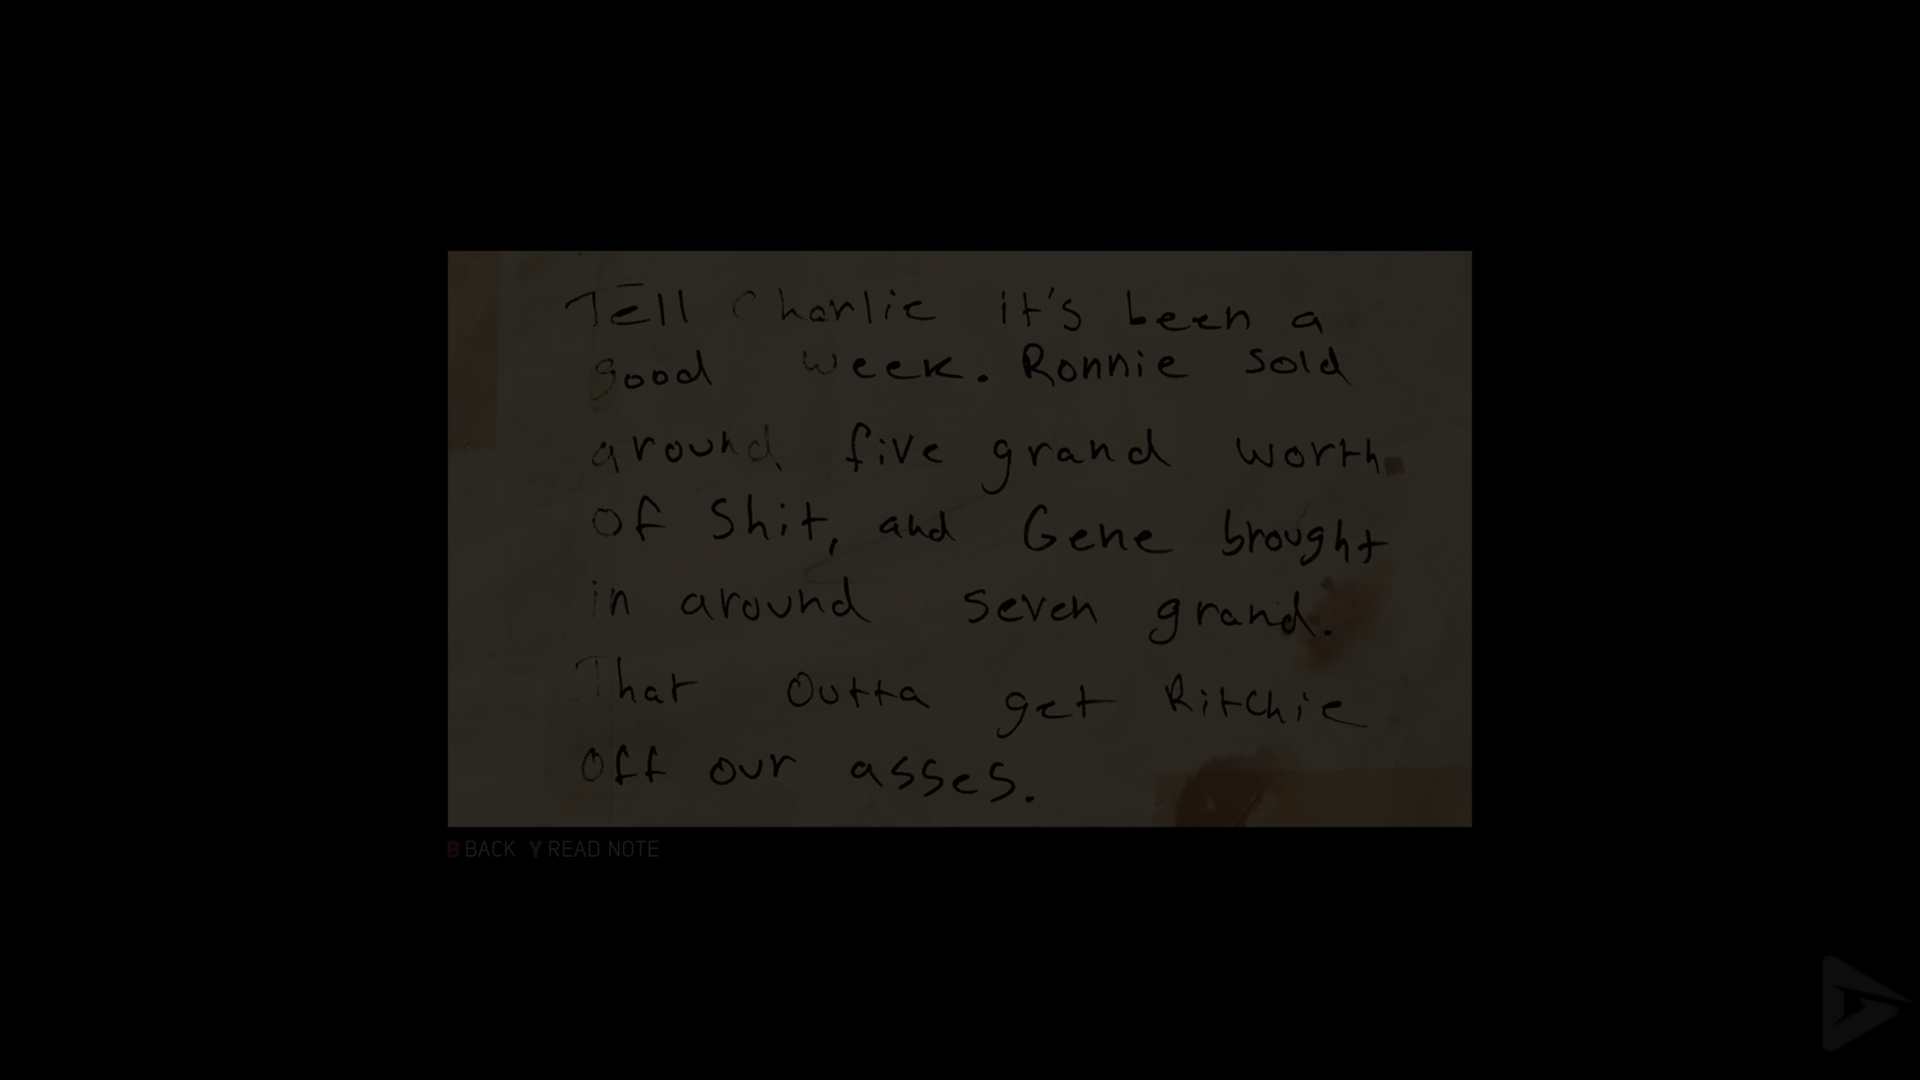 Tell Charlie it's been a
good week. Ronnie sold
around five grand worth
of Shit, and Gene brought
in around seven grand.
That Outta get Ritchie
Off our asses.
B BACK Y READ NOTE